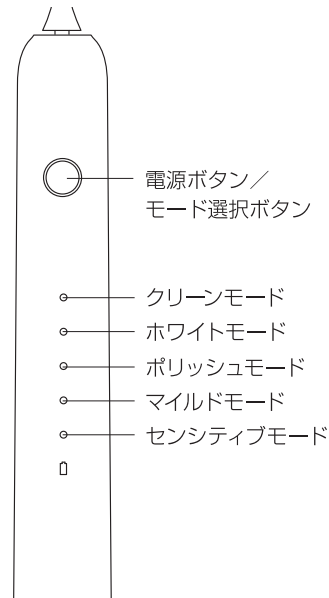 電源ボタン／
モード選択ボタン
クリーンモード
ホワイトモード
ポリッシュモード
マイルドモード
センシティブモード